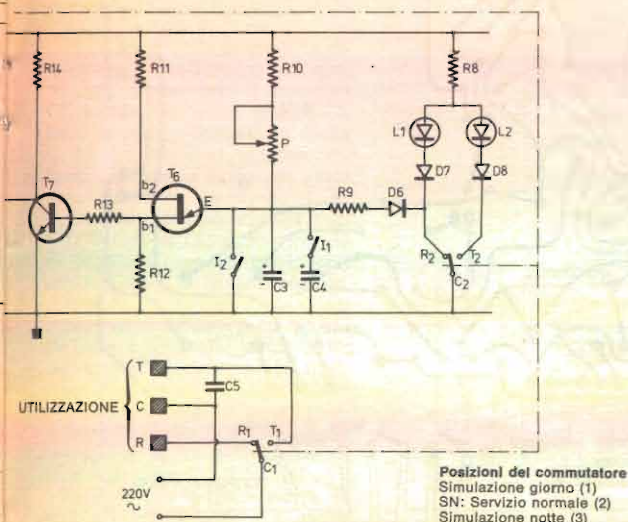 R14
R11
R10
R8
L1
L2
P
D7
D8
T7
T6
b2
E
R9
D6
R13
b1
I2
I1
R2
T2
R12
C3
C4
C2
T
C5
UTILIZZAZIONE
C
R
R1
T1
C1
220V
Posizioni del commutatore
Simulazione giorno (1)
SN: Servizio normale (2)
Simulazione notte (3)